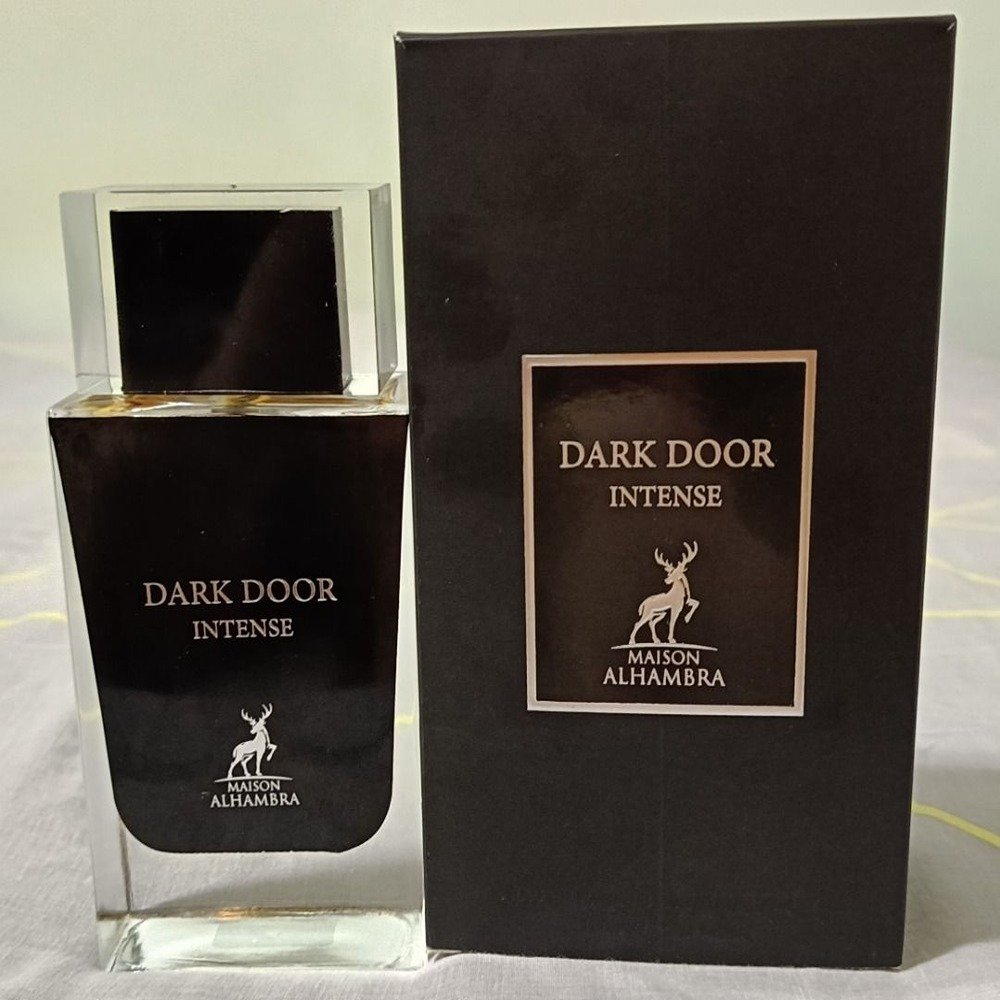 DARK DOOR
INTENSE
MAISON
ALHAMBRA
DARK DOOR
INTENSE
MAISON
ALHAMBRA